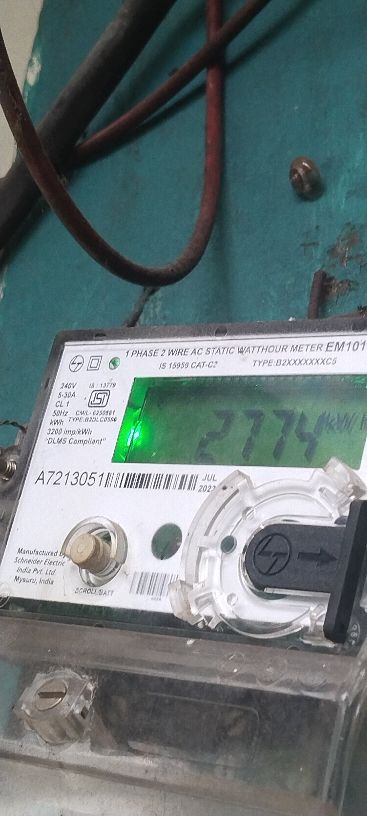 1 PHASE 2 WIRE AC STATIC WATTHOUR METER EM101
IS 15959 CAT-C2 TYPE:B2XXXXXXXC5
240V IS : 13779
5-30A
CL 1
50Hz
kWh TYPE:B2DLC0556
3200 imp/kWh
"DLMS Compliant"
2774 kWh
A7213051
JUL
Manufactured by
Schneider Electric
India Pvt. Ltd.
Mysuru, India
SCROLL/BATT